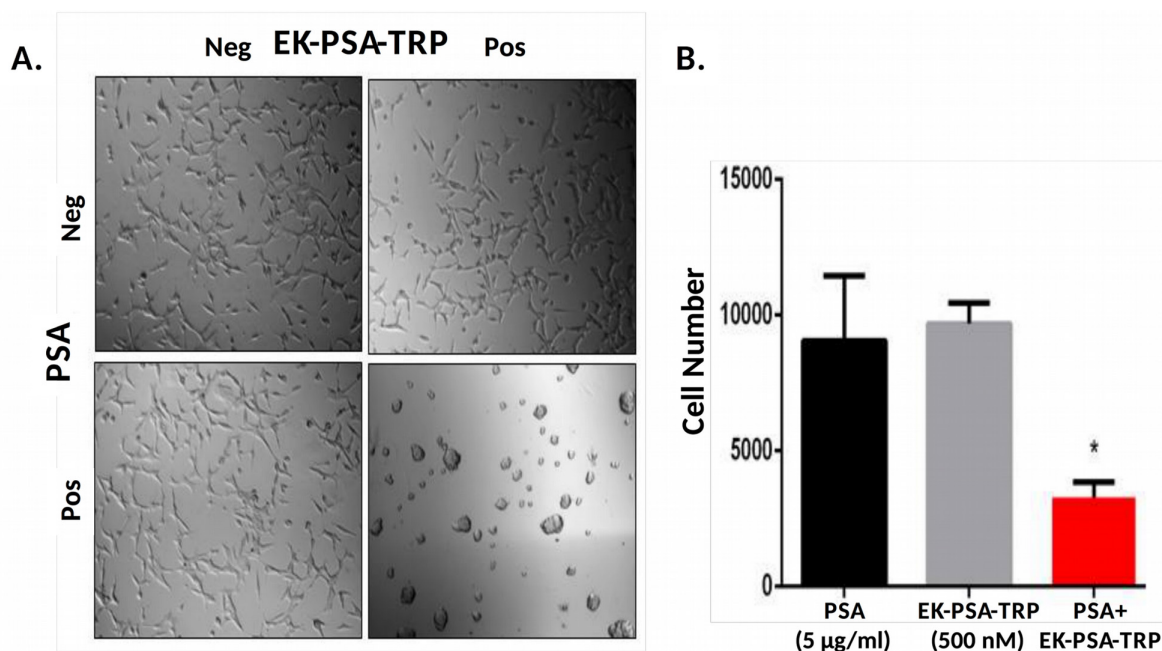 A.
Neg EK-PSA-TRP Pos
Neg
PSA
Pos
B.
15000
10000
5000
0
Cell Number
*
PSA
(5 µg/ml)
EK-PSA-TRP
(500 nM)
PSA+
EK-PSA-TRP